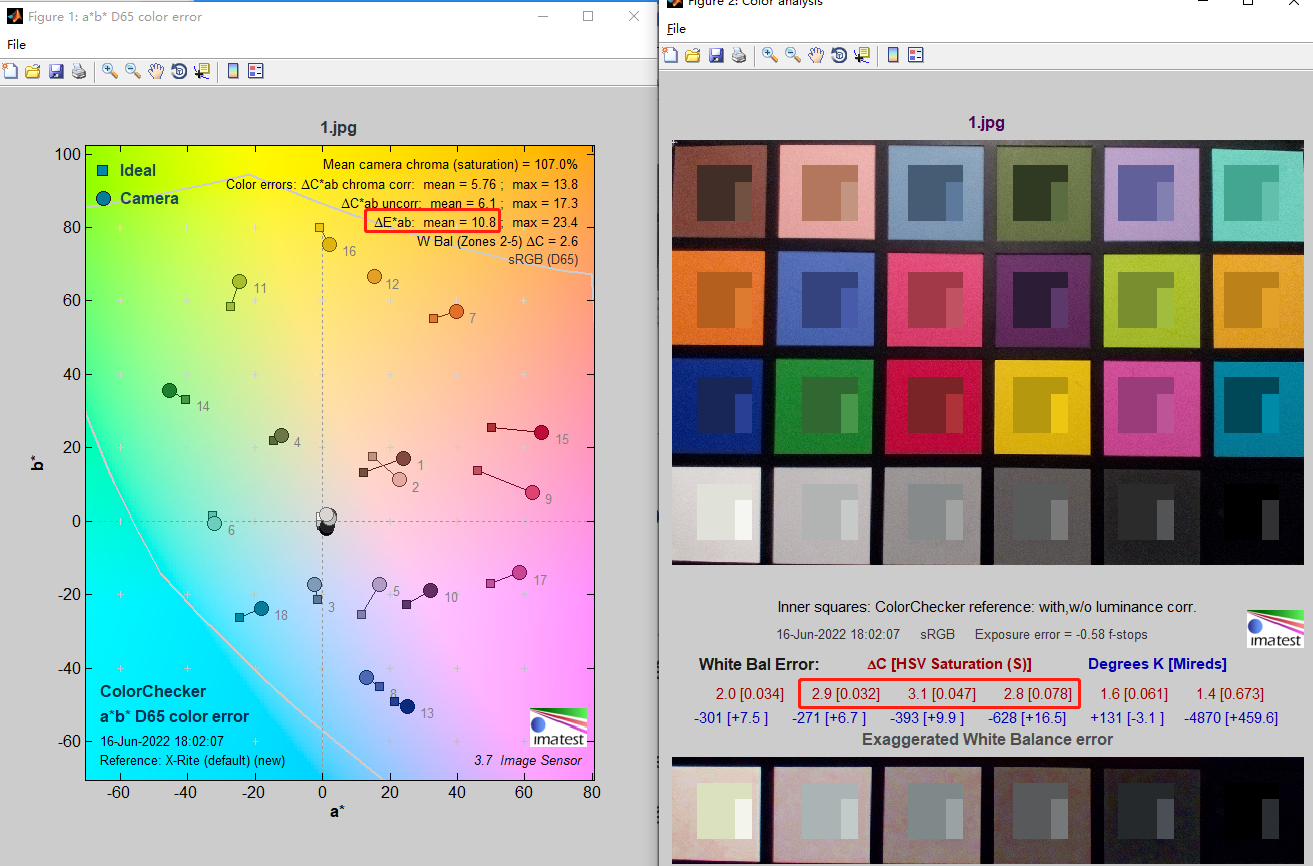 Figure 1: a*b* D65 color error
File
1.jpg
Ideal
Camera
Mean camera chroma (saturation) = 107.0%
Color errors: ΔC*ab chroma corr: mean = 5.76 ; max = 13.8
ΔC*ab uncorr: mean = 6.1 ; max = 17.3
ΔE*ab: mean = 10.8 ; max = 23.4
W Bal (Zones 2-5) ΔC = 2.6
sRGB (D65)
100
80
60
40
20
0
-20
-40
-60
b*
16
12
11
7
14
4
15
1
2
9
6
17
5
10
3
18
8
13
ColorChecker
a*b* D65 color error
16-Jun-2022 18:02:07
Reference: X-Rite (default) (new)
imatest
3.7 Image Sensor
-60
-40
-20
0
20
40
60
80
a*
Figure 2: Color analysis
File
1.jpg
Inner squares: ColorChecker reference: with,w/o luminance corr.
16-Jun-2022 18:02:07 sRGB Exposure error = -0.58 f-stops
imatest
White Bal Error: ΔC [HSV Saturation (S)] Degrees K [Mireds]
2.0 [0.034] 2.9 [0.032] 3.1 [0.047] 2.8 [0.078] 1.6 [0.061] 1.4 [0.673]
-301 [+7.5 ] -271 [+6.7 ] -393 [+9.9 ] -628 [+16.5] +131 [-3.1 ] -4870 [+459.6]
Exaggerated White Balance error